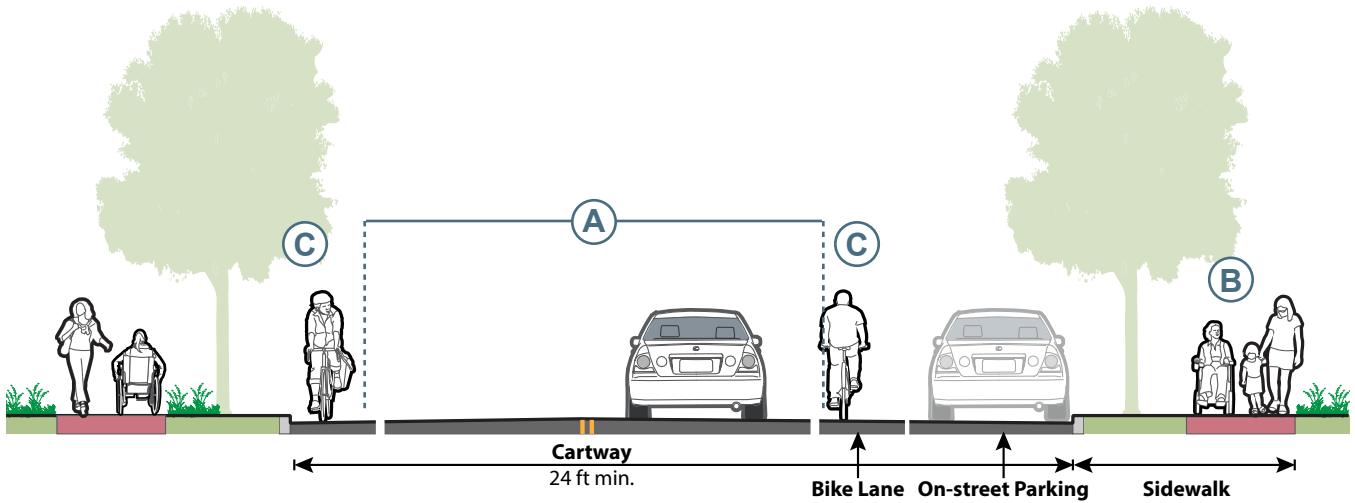 A
C
C
B
Cartway
24 ft min.
Bike Lane
On-street Parking
Sidewalk